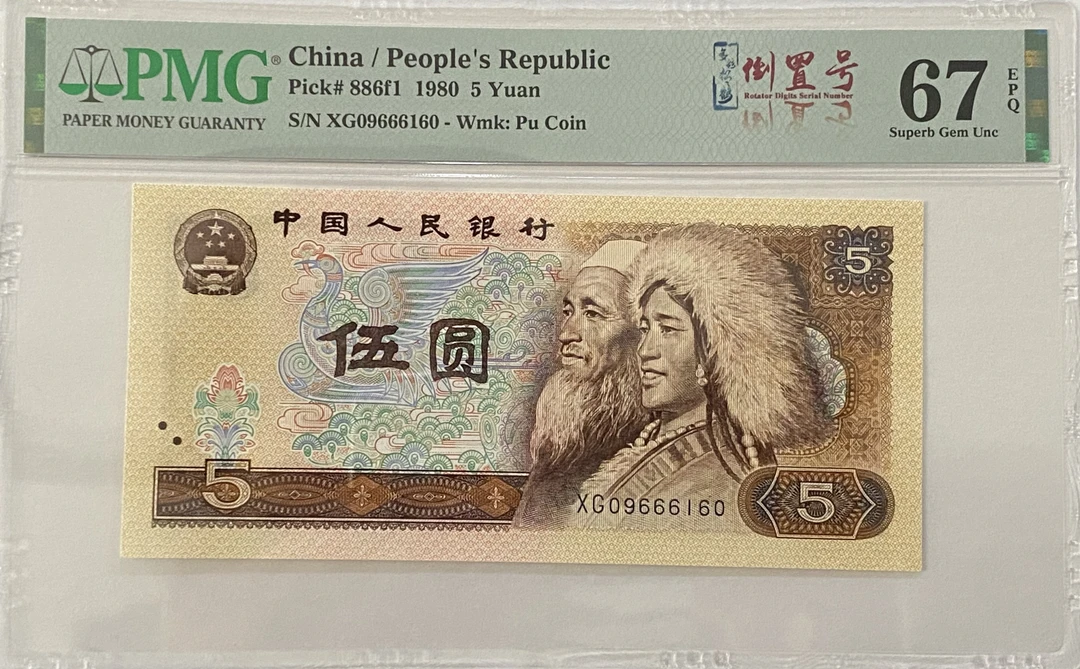 PMG®
PAPER MONEY GUARANTY
China / People's Republic
Pick# 886f1 1980 5 Yuan
S/N XG09666160 - Wmk: Pu Coin
倒置号
Rotator Digits Serial Number
67
EPQ
Superb Gem Unc
中国人民银行
5
伍圆
5
XG09666160
5